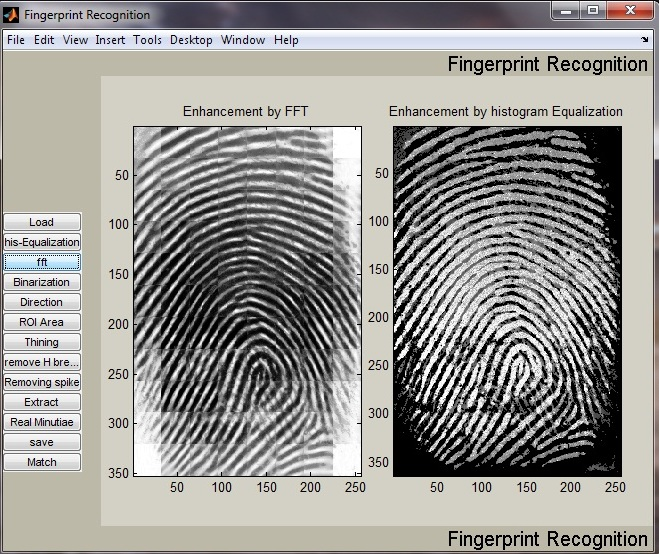 Fingerprint Recognition
File Edit View Insert Tools Desktop Window Help
Fingerprint Recognition
Enhancement by FFT
50
100
150
200
250
300
350
50 100 150 200 250
Enhancement by histogram Equalization
50
100
150
200
250
300
350
50 100 150 200 250
Load
his-Equalization
fft
Binarization
Direction
ROI Area
Thining
remove H bre...
Removing spike
Extract
Real Minutiae
save
Match
Fingerprint Recognition